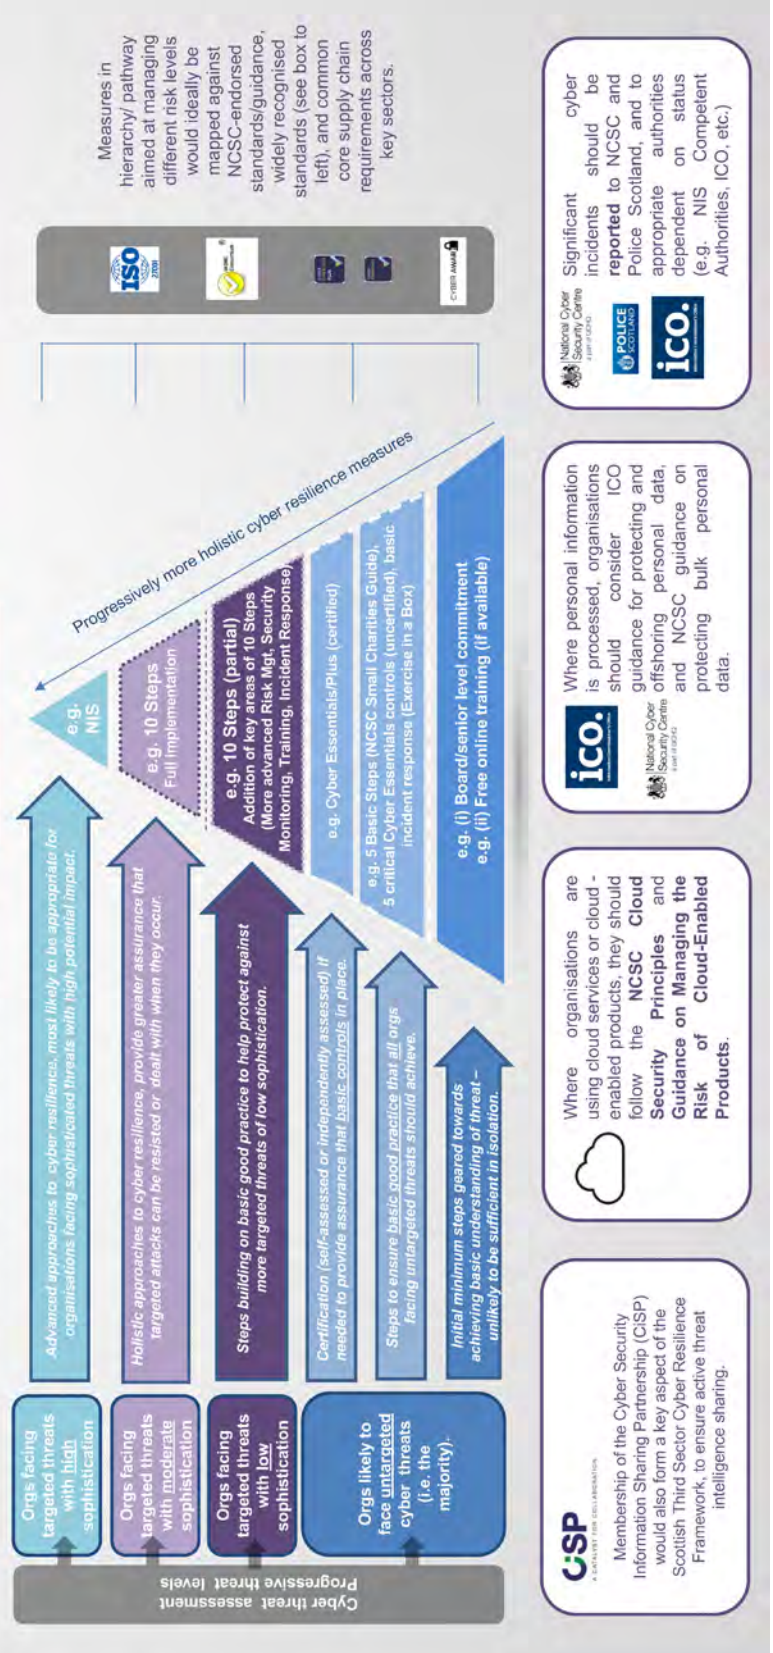 Cyber threat assessment
Progressive threat levels
Orgs facing
targeted threats
with high
sophistication
Orgs facing
targeted threats
with moderate
sophistication
Orgs facing
targeted threats
with low
sophistication
Orgs likely to
face untargeted
cyber threats
(i.e. the
majority).
Advanced approaches to cyber resilience, most likely to be appropriate for
organisations facing sophisticated threats with high potential impact.
Holistic approaches to cyber resilience, provide greater assurance that
targeted attacks can be resisted or dealt with when they occur.
Steps building on basic good practice to help protect against
more targeted threats of low sophistication.
Certification (self-assessed or independently assessed) if
needed to provide assurance that basic controls in place.
Steps to ensure basic good practice that all orgs
facing untargeted threats should achieve.
Initial minimum steps geared towards
achieving basic understanding of threat –
unlikely to be sufficient in isolation.
e.g.
NIS
e.g. 10 Steps
Full Implementation
e.g. 10 Steps (partial)
Addition of key areas of 10 Steps
(More advanced Risk Mgt, Security
Monitoring, Training, Incident Response)
e.g. Cyber Essentials/Plus (certified)
e.g. 5 Basic Steps (NCSC Small Charities Guide),
5 critical Cyber Essentials controls (uncertified), basic
incident response (Exercise in a Box)
e.g. (i) Board/senior level commitment
e.g. (ii) Free online training (if available)
Progressively more holistic cyber resilience measures
ISO
27001
CYBER AWARE
Measures in
hierarchy/ pathway
aimed at managing
different risk levels
would ideally be
mapped against
NCSC-endorsed
standards/guidance,
widely recognised
standards (see box to
left), and common
core supply chain
requirements across
key sectors.
CiSP
A CATALYST FOR COLLABORATION
Membership of the Cyber Security
Information Sharing Partnership (CiSP)
would also form a key aspect of the
Scottish Third Sector Cyber Resilience
Framework, to ensure active threat
intelligence sharing.
Where organisations are
using cloud services or cloud -
enabled products, they should
follow the NCSC Cloud
Security Principles and
Guidance on Managing the
Risk of Cloud-Enabled
Products.
ico.
National Cyber
Security Centre
a part of GCHQ
Where personal information
is processed, organisations
should consider ICO
guidance for protecting and
offshoring personal data,
and NCSC guidance on
protecting bulk personal
data.
National Cyber
Security Centre
a part of GCHQ
POLICE
SCOTLAND
ico.
Significant cyber
incidents should be
reported to NCSC and
Police Scotland, and to
appropriate authorities
dependent on status
(e.g. NIS Competent
Authorities, ICO, etc.)